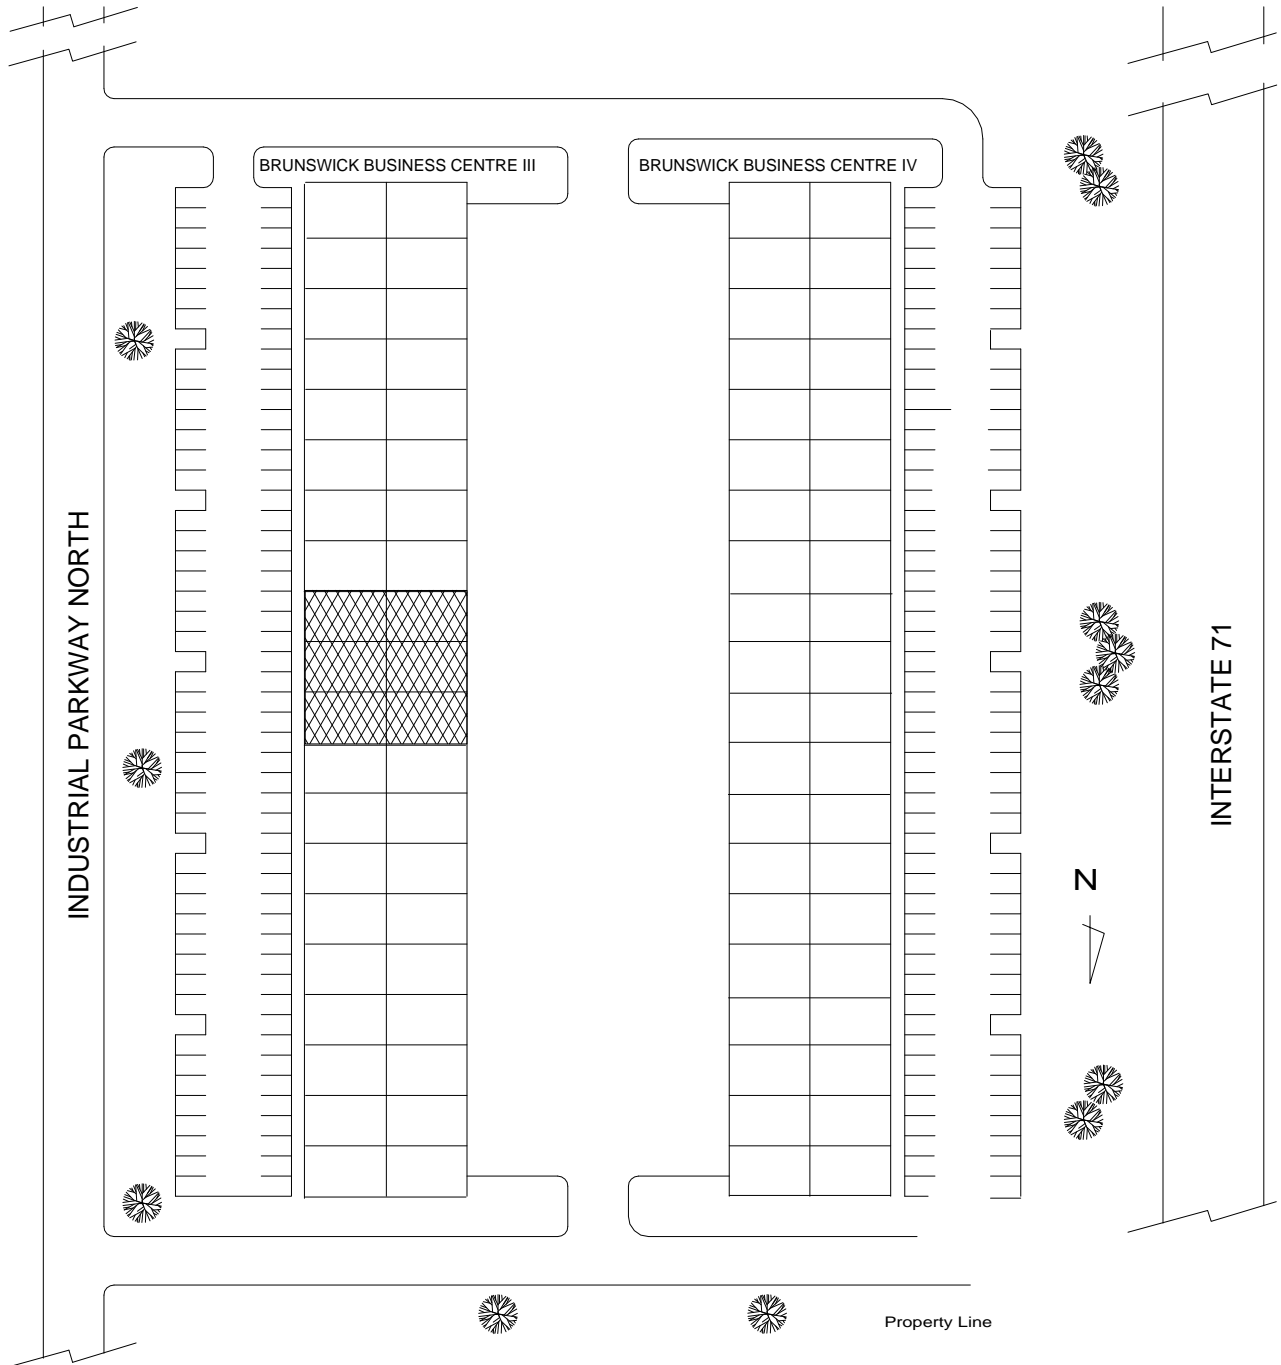 BRUNSWICK BUSINESS CENTRE III
BRUNSWICK BUSINESS CENTRE IV
INDUSTRIAL PARKWAY NORTH
INTERSTATE 71
N
Property Line